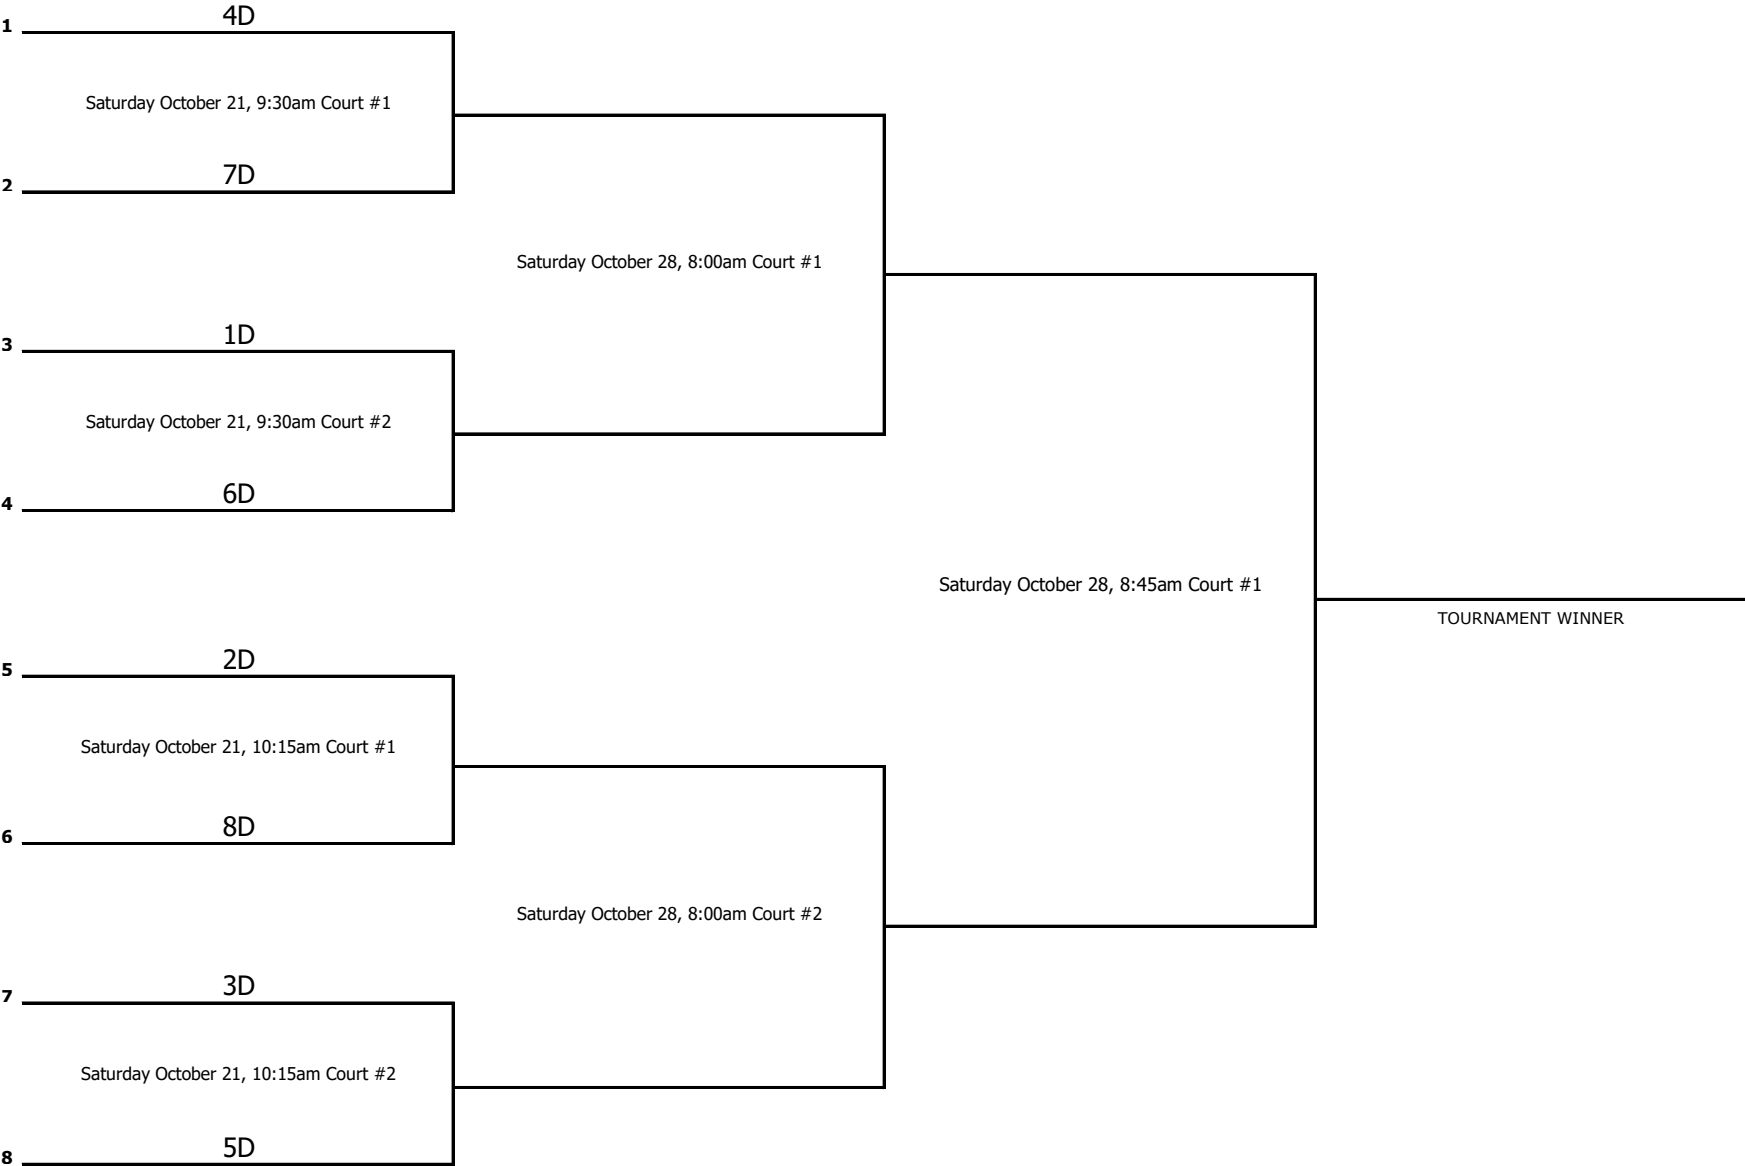 4D
1
Saturday October 21, 9:30am Court #1
7D
2
Saturday October 28, 8:00am Court #1
1D
3
Saturday October 21, 9:30am Court #2
6D
4
Saturday October 28, 8:45am Court #1
TOURNAMENT WINNER
2D
5
Saturday October 21, 10:15am Court #1
8D
6
Saturday October 28, 8:00am Court #2
3D
7
Saturday October 21, 10:15am Court #2
5D
8